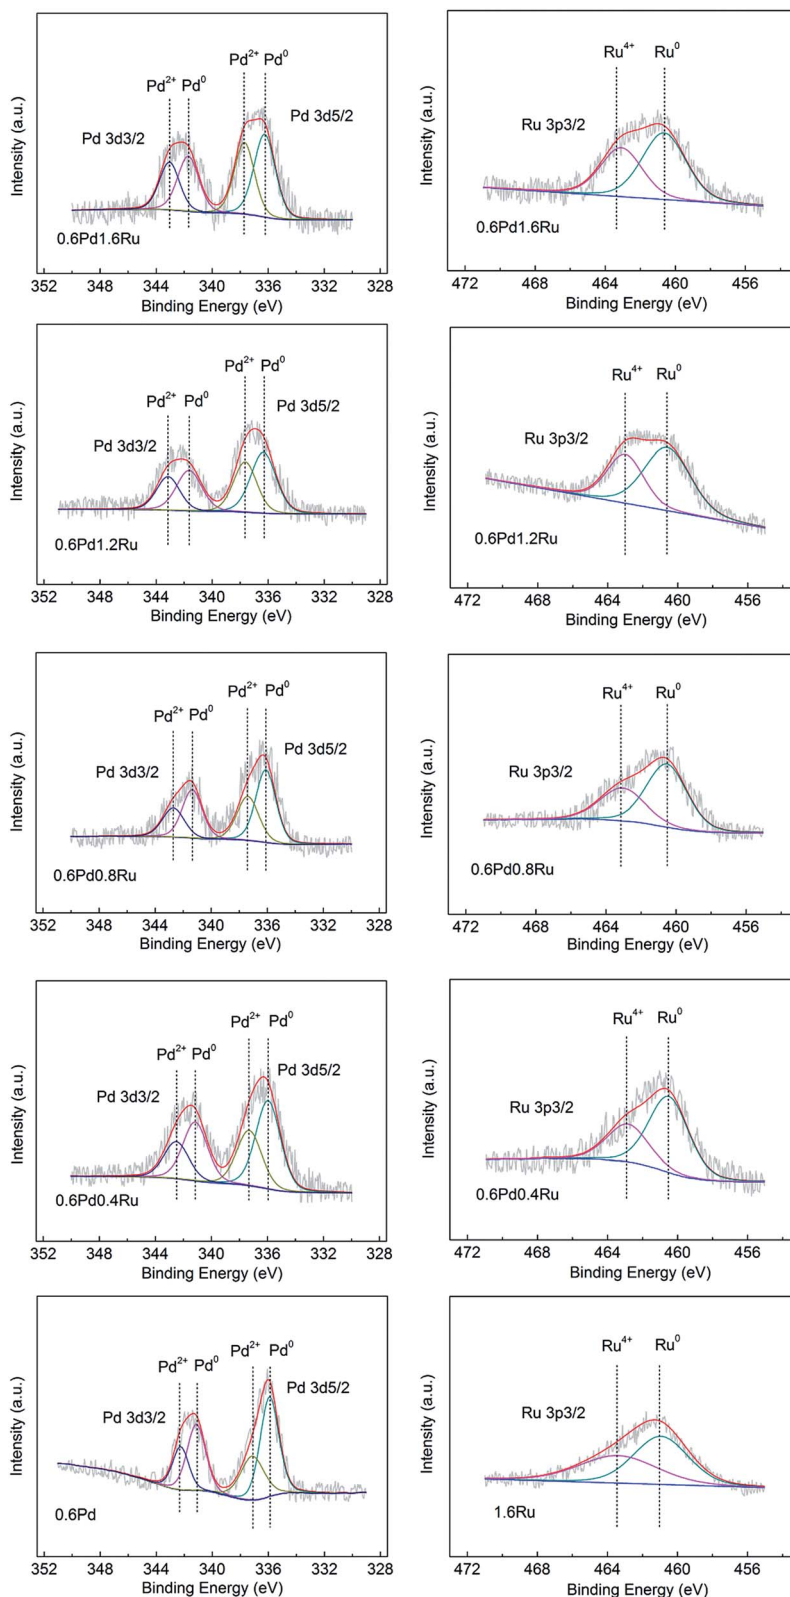 Pd²⁺ Pd⁰
Pd²⁺ Pd⁰
Pd 3d5/2
Pd 3d3/2
Intensity (a.u.)
0.6Pd1.6Ru
352 348 344 340 336 332 328
Binding Energy (eV)
Ru⁴⁺ Ru⁰
Ru 3p3/2
Intensity (a.u.)
0.6Pd1.6Ru
472 468 464 460 456
Binding Energy (eV)
Pd²⁺ Pd⁰
Pd²⁺ Pd⁰
Pd 3d5/2
Pd 3d3/2
Intensity (a.u.)
0.6Pd1.2Ru
352 348 344 340 336 332 328
Binding Energy (eV)
Ru⁴⁺ Ru⁰
Ru 3p3/2
Intensity (a.u.)
0.6Pd1.2Ru
472 468 464 460 456
Binding Energy (eV)
Pd²⁺ Pd⁰
Pd²⁺ Pd⁰
Pd 3d5/2
Pd 3d3/2
Intensity (a.u.)
0.6Pd0.8Ru
352 348 344 340 336 332 328
Binding Energy (eV)
Ru⁴⁺ Ru⁰
Ru 3p3/2
Intensity (a.u.)
0.6Pd0.8Ru
472 468 464 460 456
Binding Energy (eV)
Pd²⁺ Pd⁰
Pd²⁺ Pd⁰
Pd 3d5/2
Pd 3d3/2
Intensity (a.u.)
0.6Pd0.4Ru
352 348 344 340 336 332 328
Binding Energy (eV)
Ru⁴⁺ Ru⁰
Ru 3p3/2
Intensity (a.u.)
0.6Pd0.4Ru
472 468 464 460 456
Binding Energy (eV)
Pd²⁺ Pd⁰
Pd²⁺ Pd⁰
Pd 3d5/2
Pd 3d3/2
Intensity (a.u.)
0.6Pd
352 348 344 340 336 332 328
Binding Energy (eV)
Ru⁴⁺ Ru⁰
Ru 3p3/2
Intensity (a.u.)
1.6Ru
472 468 464 460 456
Binding Energy (eV)